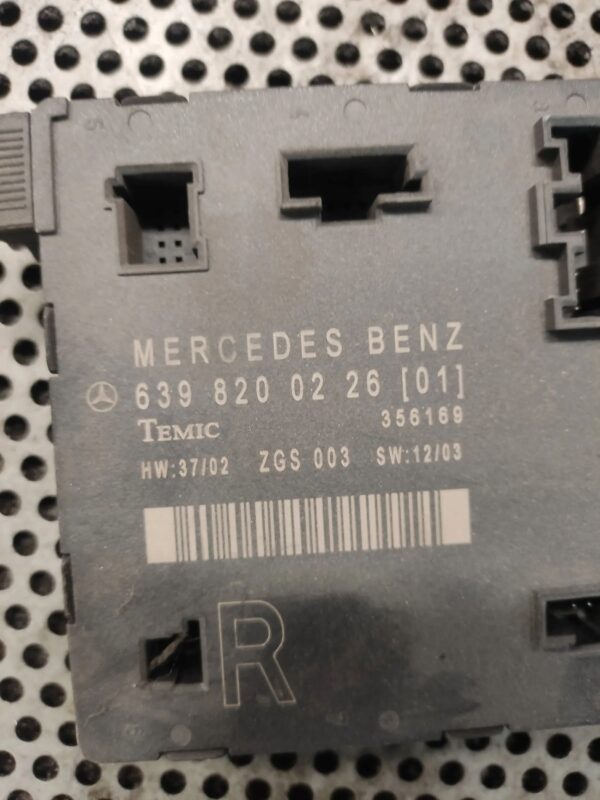 MERCEDES BENZ
639 820 02 26 [01]
TEMIC 356169
HW:37/02 ZGS 003 SW:12/03
R